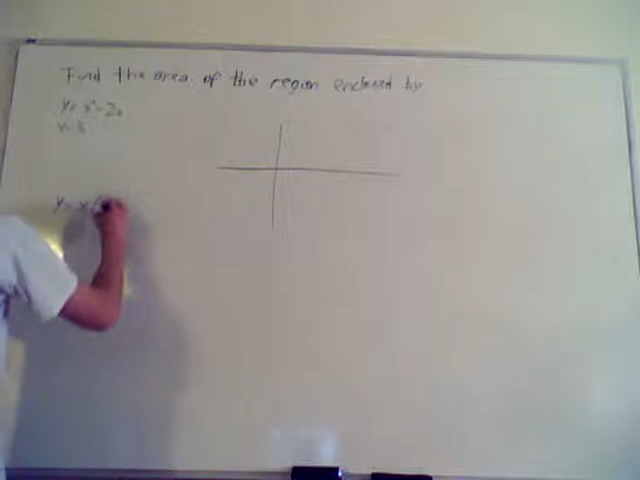 Find the area of the region enclosed by
y= x²-2x
y= x(